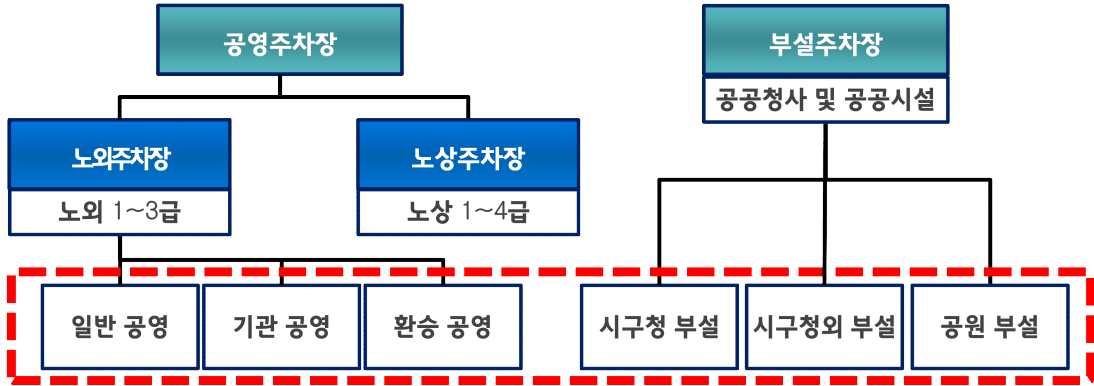 공영주차장
부설주차장
공공청사 및 공공시설
노외주차장
노상주차장
노외 1~3급
노상 1~4급
일반 공영
기관 공영
환승 공영
시구청 부설
시구청외 부설
공원 부설